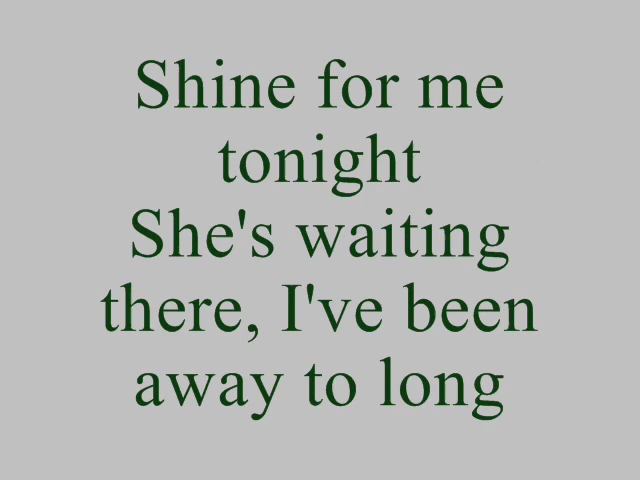 Shine for me
tonight
She's waiting
there, I've been
away to long